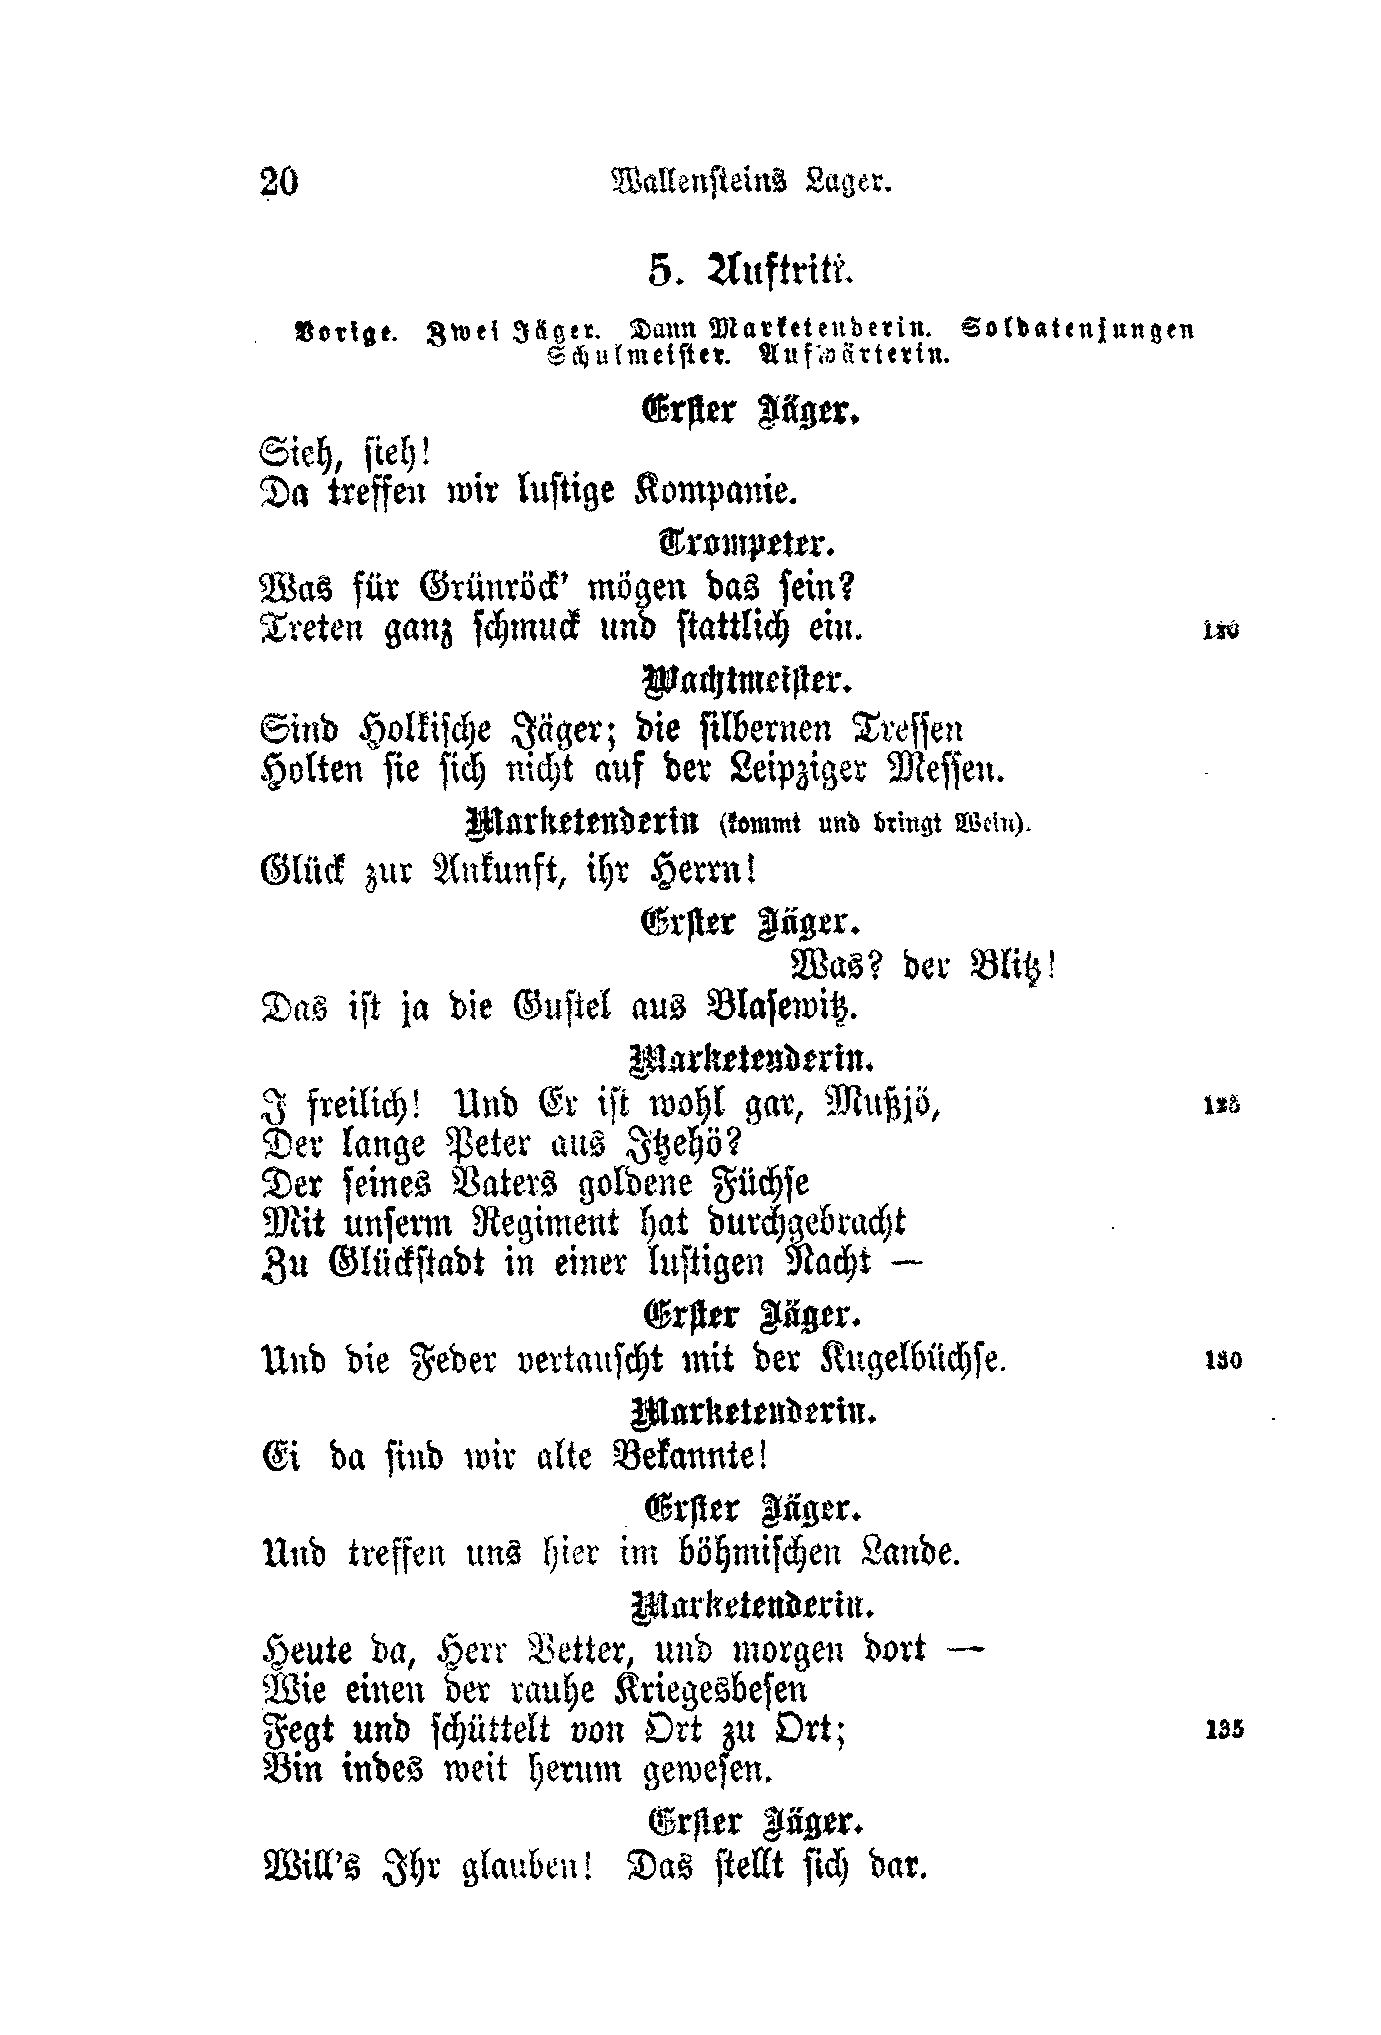 20 Wallensteins Lager.
5. Auftritt.
Vorige. Zwei Jäger. Dann Marketenderin. Soldatenjungen
Schulmeister. Aufwärterin.
Erster Jäger.
Sieh, sieh!
Da treffen wir lustige Kompanie.
Trompeter.
Was für Grünröck' mögen das sein?
Treten ganz schmuck und stattlich ein. 120
Wachtmeister.
Sind Holkische Jäger; die silbernen Tressen
Holten sie sich nicht auf der Leipziger Messen.
Marketenderin (kommt und bringt Wein).
Glück zur Ankunft, ihr Herrn!
Erster Jäger.
Was? der Blitz!
Das ist ja die Gustel aus Blasewitz.
Marketenderin.
J freilich! Und Er ist wohl gar, Mußjö, 125
Der lange Peter aus Itzehö?
Der seines Vaters goldene Füchse
Mit unserm Regiment hat durchgebracht
Zu Glückstadt in einer lustigen Nacht —
Erster Jäger.
Und die Feder vertauscht mit der Kugelbüchse. 130
Marketenderin.
Ei da sind wir alte Bekannte!
Erster Jäger.
Und treffen uns hier im böhmischen Lande.
Marketenderin.
Heute da, Herr Vetter, und morgen dort —
Wie einen der rauhe Kriegesbesen
Fegt und schüttelt von Ort zu Ort; 135
Bin indes weit herum gewesen.
Erster Jäger.
Will's Ihr glauben! Das stellt sich dar.